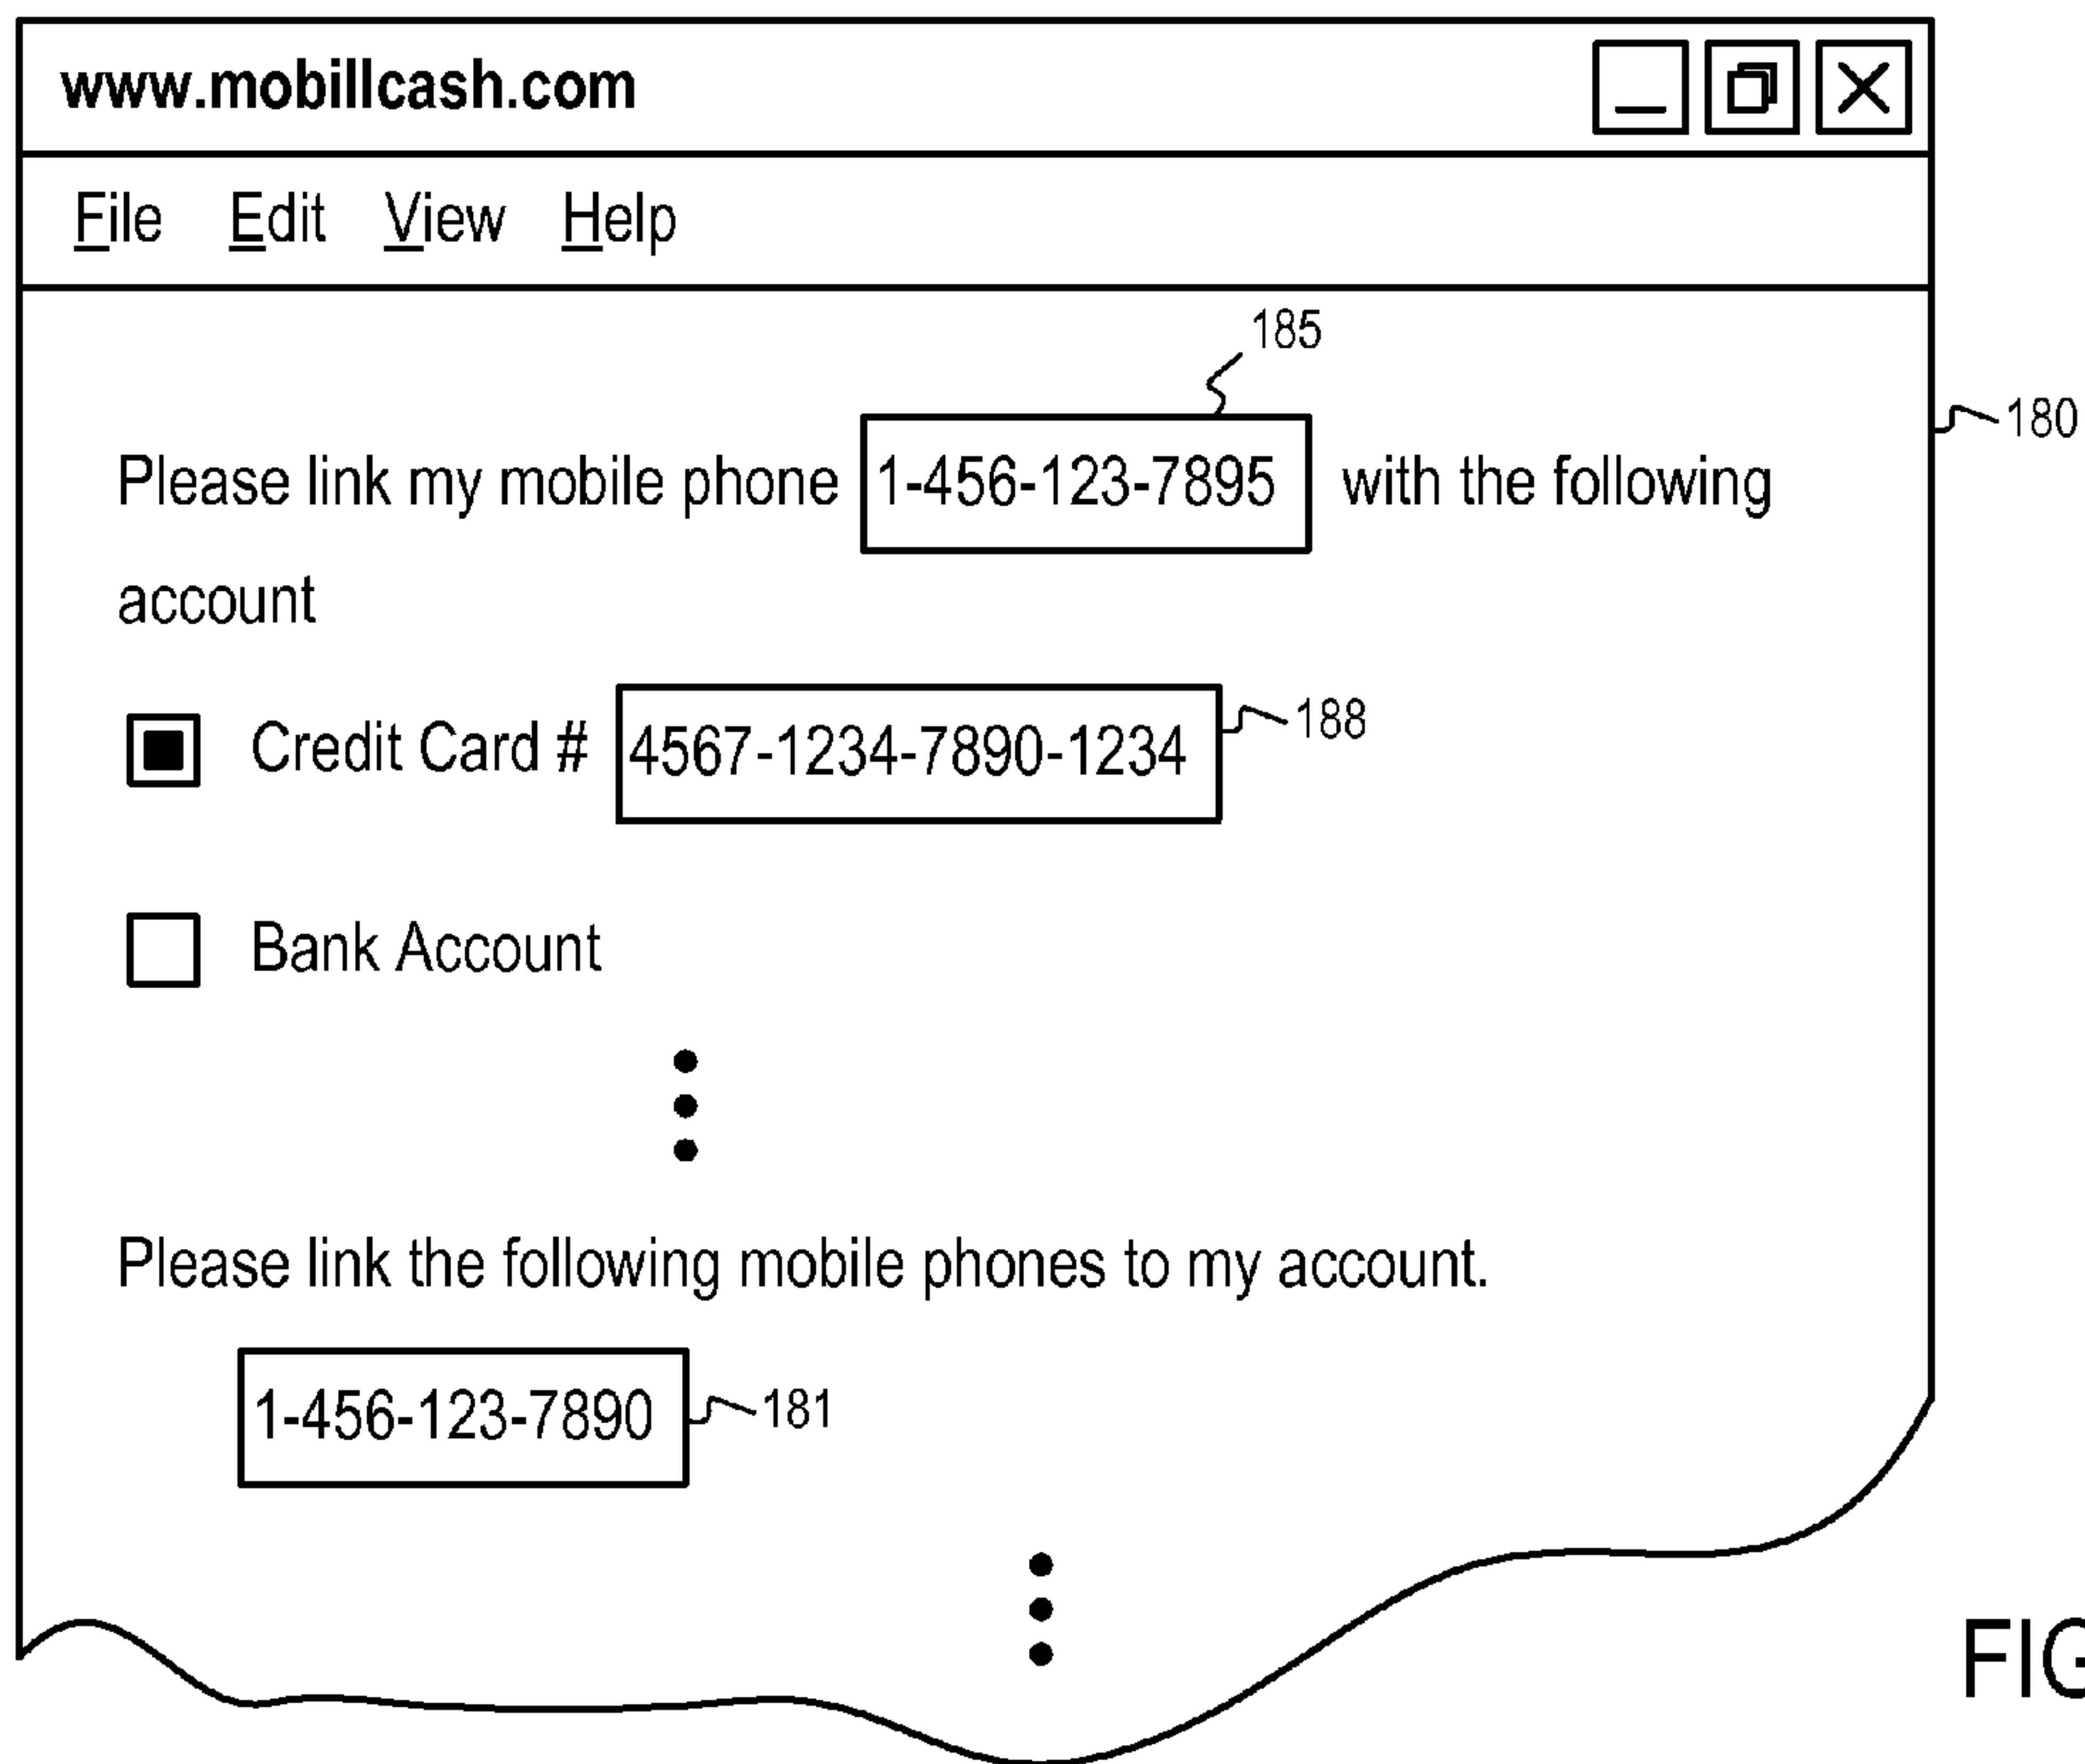 www.mobillcash.com
File Edit View Help
185
180
Please link my mobile phone 1-456-123-7895 with the following
account
Credit Card # 4567-1234-7890-1234 188
Bank Account
Please link the following mobile phones to my account.
1-456-123-7890 181
FIG